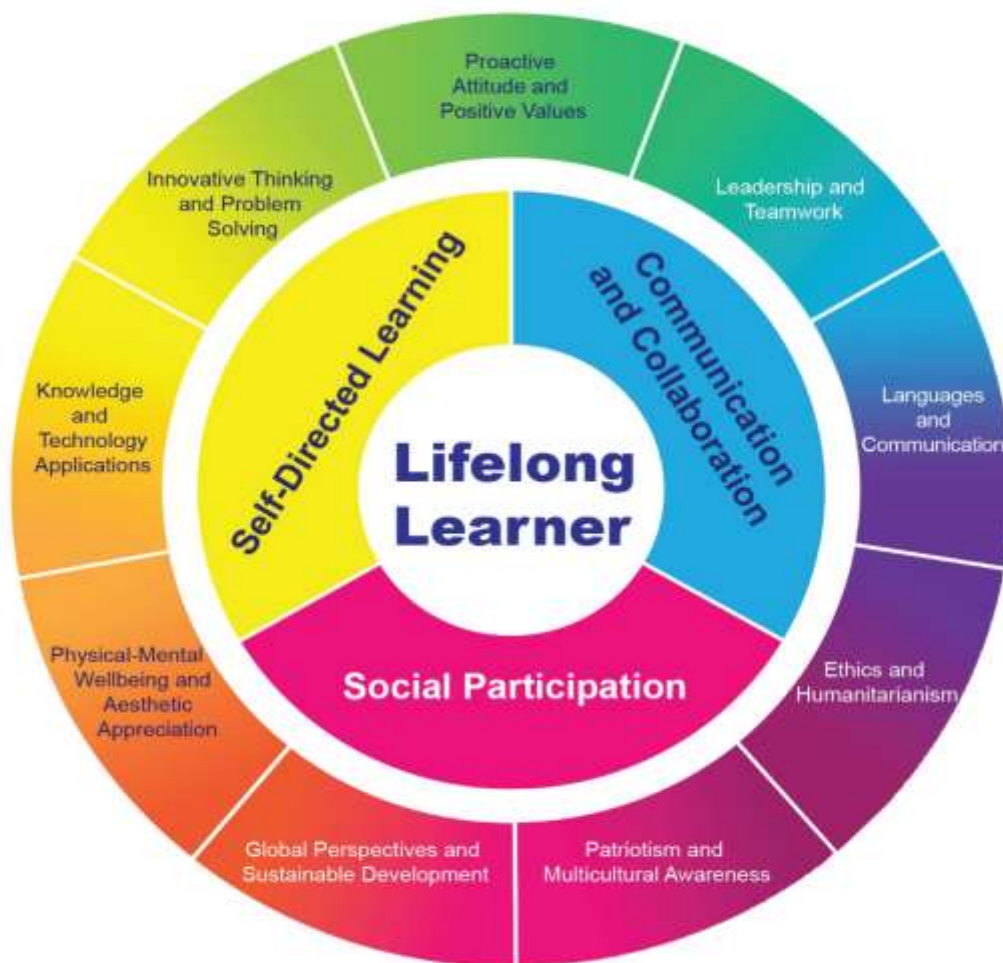 Proactive
Attitude and
Positive Values
Leadership and
Teamwork
Languages
and
Communication
Ethics and
Humanitarianism
Patriotism and
Multicultural Awareness
Global Perspectives and
Sustainable Development
Physical-Mental
Wellbeing and
Aesthetic
Appreciation
Knowledge
and
Technology
Applications
Innovative Thinking
and Problem
Solving
Self-Directed Learning
Communication
and Collaboration
Social Participation
Lifelong
Learner